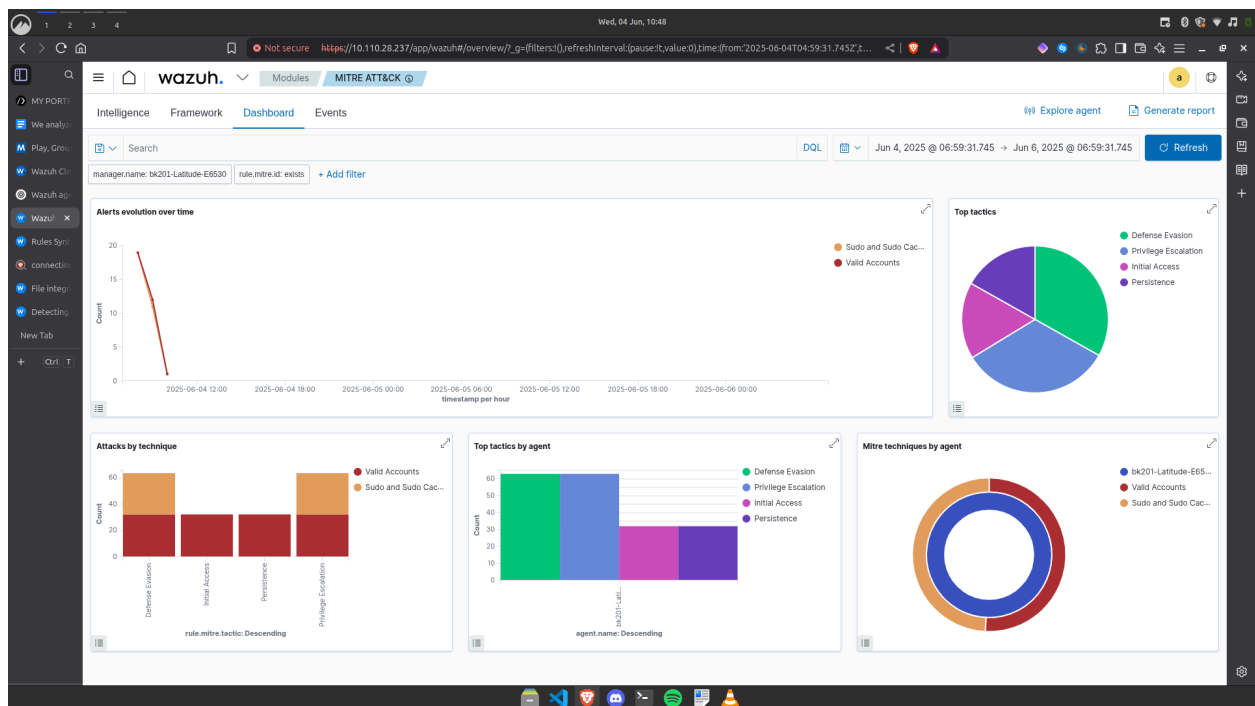 1 2 3 4
Wed, 04 Jun, 10:48
Not secure https://10.110.28.237/app/wazuh#/overview/?_g=(filters:!(),refreshInterval:(pause:!t,value:0),time:(from:'2025-06-04T04:59:31.745Z',t...
MY PORTF
We analyz
Play, Grou
Wazuh Clo
Wazuh age
Wazuh
Rules Synt
connecting
File integri
Detecting
New Tab
Ctrl T
wazuh.
Modules
MITRE ATT&CK
a
Intelligence
Framework
Dashboard
Events
Explore agent
Generate report
Search
DQL
Jun 4, 2025 @ 06:59:31.745 → Jun 6, 2025 @ 06:59:31.745
Refresh
manager.name: bk201-Latitude-E6530
rule.mitre.id: exists
+ Add filter
Alerts evolution over time
20
15
10
5
0
Count
2025-06-04 12:00
2025-06-04 18:00
2025-06-05 00:00
2025-06-05 06:00
2025-06-05 12:00
2025-06-05 18:00
2025-06-06 00:00
timestamp per hour
Sudo and Sudo Cac...
Valid Accounts
Top tactics
Defense Evasion
Privilege Escalation
Initial Access
Persistence
Attacks by technique
60
40
20
0
Count
Defense Evasion
Initial Access
Persistence
Privilege Escalation
rule.mitre.tactic: Descending
Valid Accounts
Sudo and Sudo Cac...
Top tactics by agent
60
50
40
30
20
10
0
Count
bk201-Lati...
agent.name: Descending
Defense Evasion
Privilege Escalation
Initial Access
Persistence
Mitre techniques by agent
bk201-Latitude-E65...
Valid Accounts
Sudo and Sudo Cac...